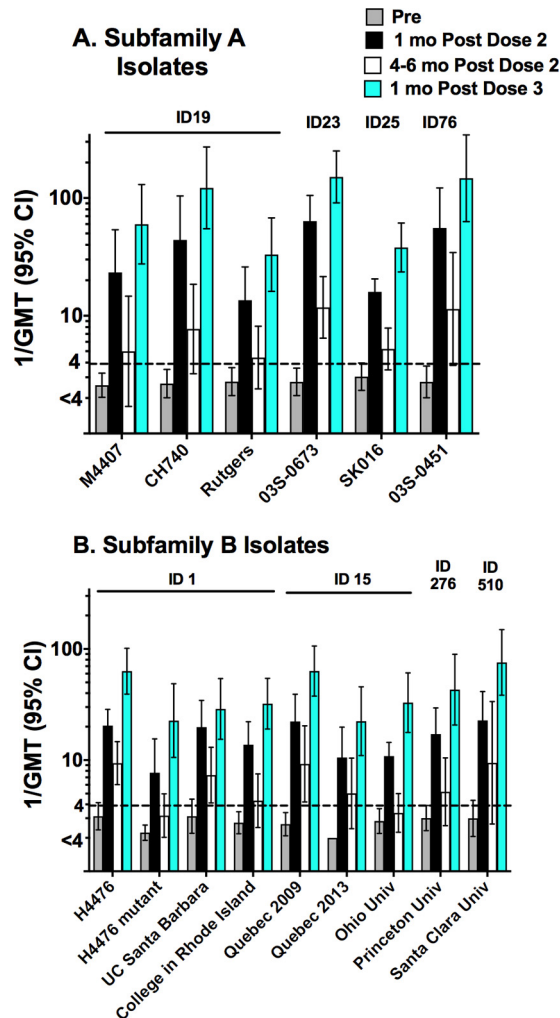 Pre
1 mo Post Dose 2
4-6 mo Post Dose 2
1 mo Post Dose 3
A. Subfamily A
Isolates
ID19
ID23
ID25
ID76
1/GMT (95% CI)
100
10
4
<4
M4407
CH740
Rutgers
03S-0673
SK016
03S-0451
B. Subfamily B Isolates
ID 1
ID 15
ID
276
ID
510
1/GMT (95% CI)
100
10
4
<4
H4476
H4476 mutant
UC Santa Barbara
College in Rhode Island
Quebec 2009
Quebec 2013
Ohio Univ
Princeton Univ
Santa Clara Univ